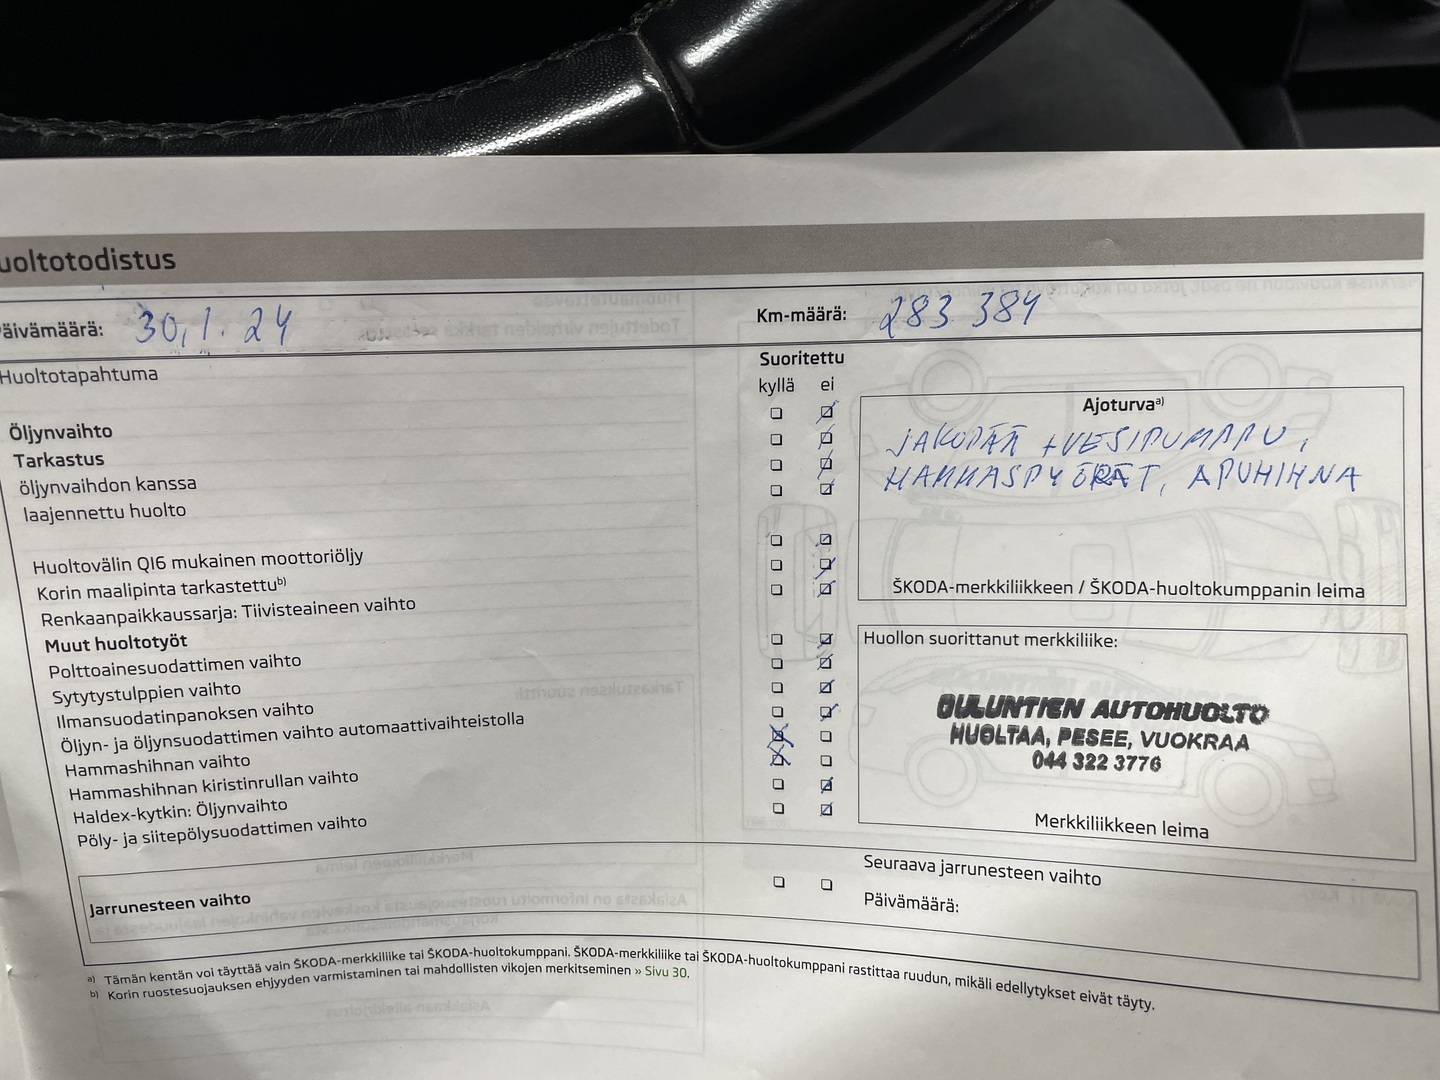 uoltotodistus
äivämäärä: 30,1.24
Km-määrä: 283 384
Huoltotapahtuma
Suoritettu
kyllä ei
Öljynvaihto
Tarkastus
öljynvaihdon kanssa
laajennettu huolto
Huoltovälin QI6 mukainen moottoriöljy
Korin maalipinta tarkastettu b)
Renkaanpaikkaussarja: Tiivisteaineen vaihto
Muut huoltotyöt
Polttoainesuodattimen vaihto
Sytytystulppien vaihto
Ilmansuodatinpanoksen vaihto
Öljyn- ja öljynsuodattimen vaihto automaattivaihteistolla
Hammashihnan vaihto
Hammashihnan kiristinrullan vaihto
Haldex-kytkin: Öljynvaihto
Pöly- ja siitepölysuodattimen vaihto
Ajoturva a)
JAKOPÄÄ +VESIPUMPPU,
HAMMASPYÖRÄT, APUHIHNA
ŠKODA-merkkiliikkeen / ŠKODA-huoltokumppanin leima
Huollon suorittanut merkkiliike:
OULUNTIEN AUTOHUOLTO
HUOLTAA, PESEE, VUOKRAA
044 322 3776
Merkkiliikkeen leima
Jarrunesteen vaihto
Seuraava jarrunesteen vaihto
Päivämäärä:
a) Tämän kentän voi täyttää vain ŠKODA-merkkiliike tai ŠKODA-huoltokumppani. ŠKODA-merkkiliike tai ŠKODA-huoltokumppani rastittaa ruudun, mikäli edellytykset eivät täyty.
b) Korin ruostesuojauksen ehjyyden varmistaminen tai mahdollisten vikojen merkitseminen » Sivu 30.